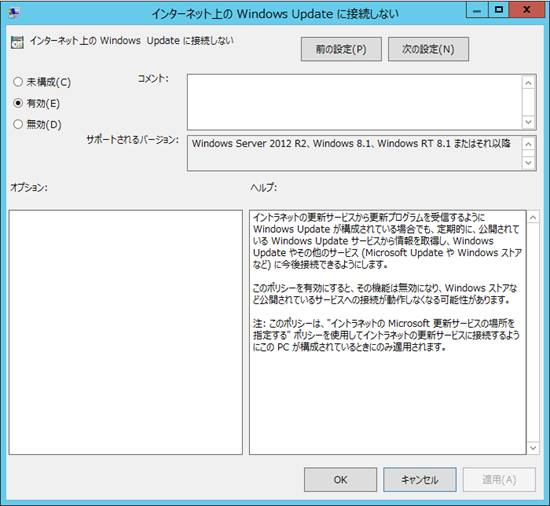 インターネット上の Windows Update に接続しない
インターネット上の Windows Update に接続しない
前の設定(P)
次の設定(N)
未構成(C)
有効(E)
無効(D)
コメント:
サポートされるバージョン:
Windows Server 2012 R2、Windows 8.1、Windows RT 8.1 またはそれ以降
オプション:
ヘルプ:
イントラネットの更新サービスから更新プログラムを受信するように
Windows Update が構成されている場合でも、定期的に、公開されて
いる Windows Update サービスから情報を取得し、Windows
Update やその他のサービス (Microsoft Update や Windows ストア
など) に今後接続できるようにします。
このポリシーを有効にすると、その機能は無効になり、Windows ストアな
ど公開されているサービスへの接続が動作しなくなる可能性があります。
注: このポリシーは、"イントラネットの Microsoft 更新サービスの場所を
指定する" ポリシーを使用してイントラネットの更新サービスに接続するよう
にこの PC が構成されているときにのみ適用されます。
OK
キャンセル
適用(A)